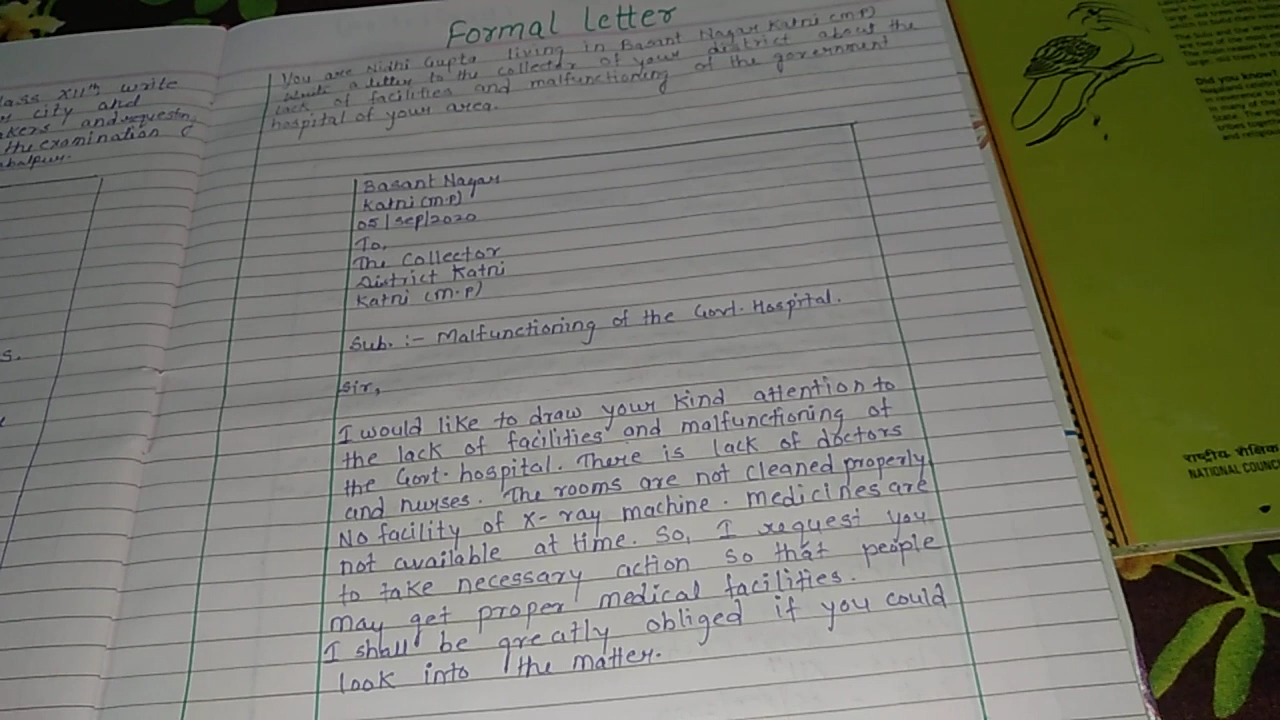 Formal Letter
You are Nidhi Gupta living in Basant Nagar Katni (M.P)
a letter to the collector of your district about the
lack of facilities and malfunctioning of the government
hospital of your area.
Basant Nagar
Katni (M.P)
05/Sep/2020
To,
The Collector
District Katni
Katni (M.P)
Sub. :- Malfunctioning of the Govt. Hospital.
Sir,
I would like to draw your kind attention to
the lack of facilities and malfunctioning of
the Govt. hospital. There is lack of doctors
and nurses. The rooms are not cleaned properly
No facility of X-ray machine. Medicines are
not available at time. So, I request you
to take necessary action so that people
may get proper medical facilities.
I shall be greatly obliged if you could
look into the matter.
class XIIth write
city and
and
the examination
s.
Did you know?
राष्ट्रीय शैक्षिक
NATIONAL COUNC